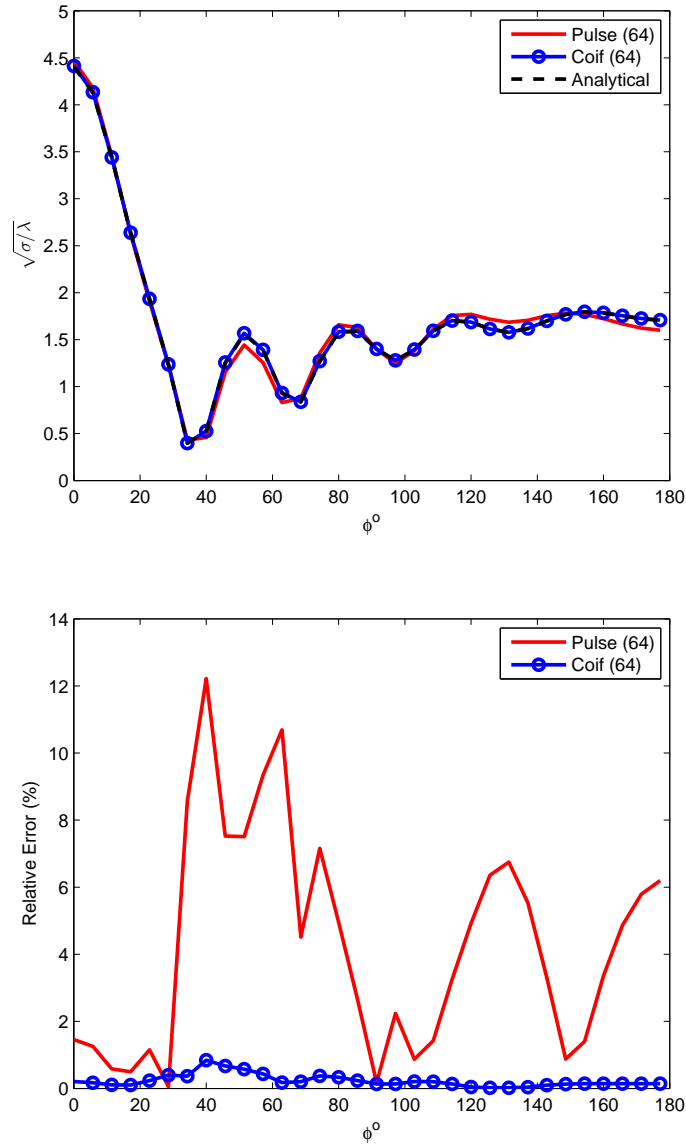 5
4.5
4
3.5
3
2.5
2
1.5
1
0.5
0
√σ/λ
Pulse (64)
Coif (64)
Analytical
0 20 40 60 80 100 120 140 160 180
ϕº
14
12
10
8
6
4
2
0
Relative Error (%)
Pulse (64)
Coif (64)
0 20 40 60 80 100 120 140 160 180
ϕº